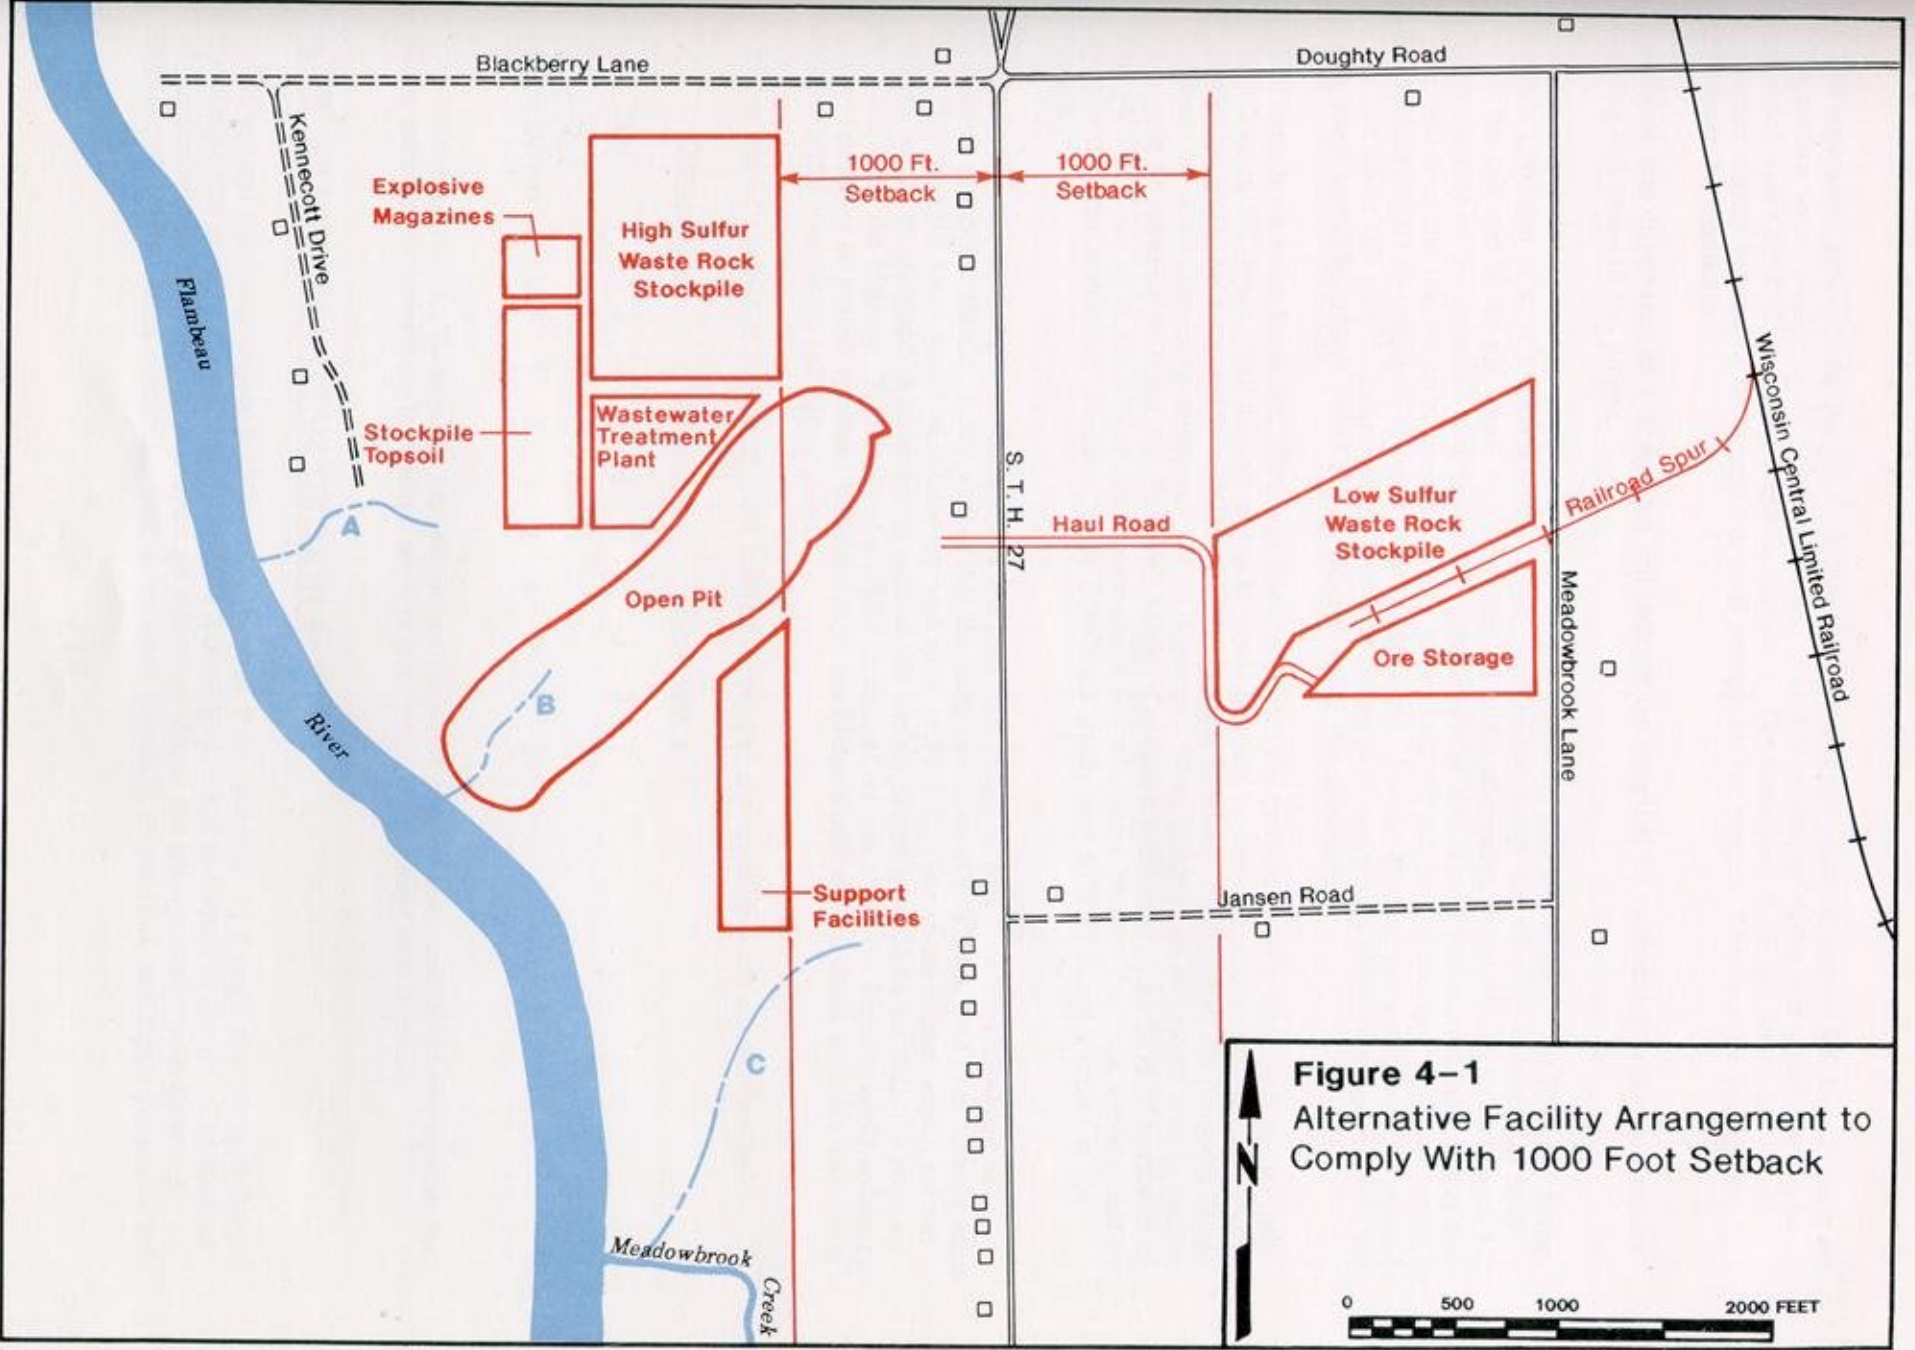 Blackberry Lane
Doughty Road
Kennecott Drive
Explosive
Magazines
High Sulfur
Waste Rock
Stockpile
1000 Ft.
Setback
1000 Ft.
Setback
Flambeau
River
Stockpile
Topsoil
Wastewater
Treatment
Plant
A
Open Pit
B
S. T. H. 27
Haul Road
Low Sulfur
Waste Rock
Stockpile
Railroad Spur
Ore Storage
Meadowbrook Lane
Wisconsin Central Limited Railroad
Support
Facilities
Jansen Road
C
Meadowbrook
Creek
Figure 4-1
Alternative Facility Arrangement to
Comply With 1000 Foot Setback
N
0 500 1000 2000 FEET